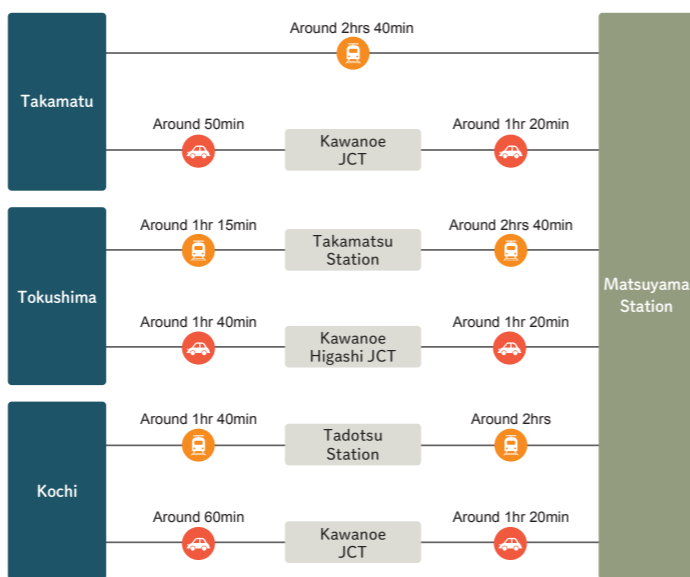 Around 2hrs 40min
Takamatu
Around 50min
Kawanoe
JCT
Around 1hr 20min
Around 1hr 15min
Takamatsu
Station
Around 2hrs 40min
Tokushima
Matsuyama
Station
Around 1hr 40min
Kawanoe
Higashi JCT
Around 1hr 20min
Around 1hr 40min
Tadotsu
Station
Around 2hrs
Kochi
Around 60min
Kawanoe
JCT
Around 1hr 20min